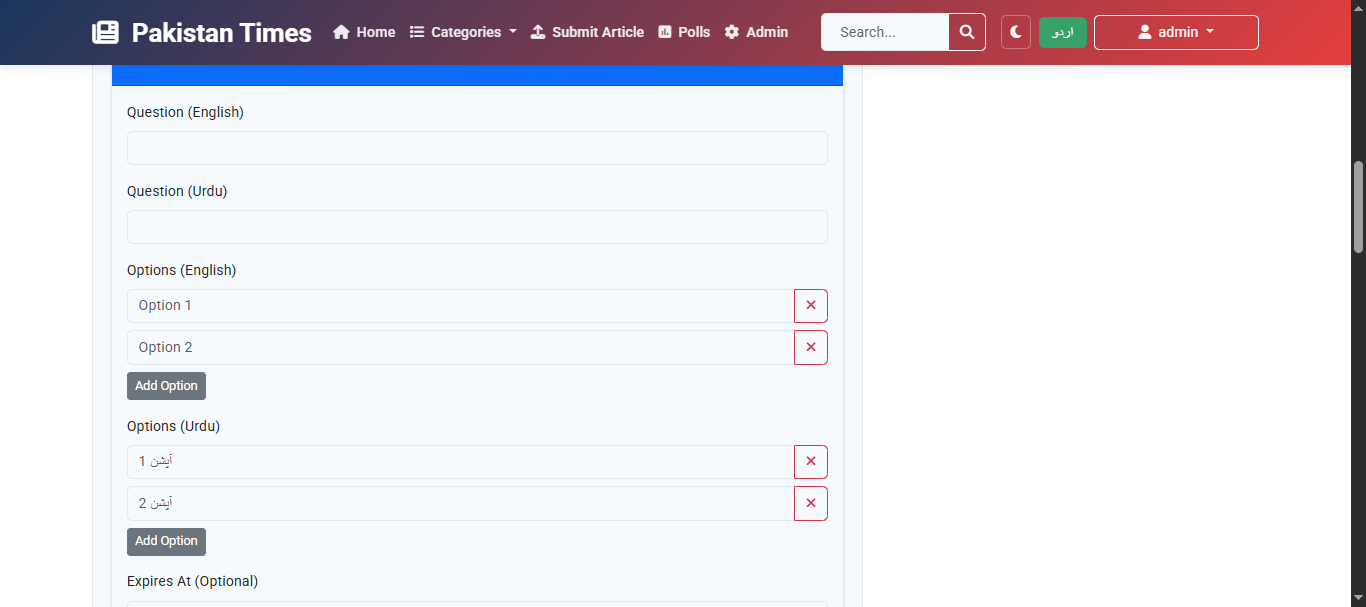 Pakistan Times Home Categories Submit Article Polls Admin Search... اردو admin
Question (English)
Question (Urdu)
Options (English)
Option 1
Option 2
Add Option
Options (Urdu)
آپشن 1
آپشن 2
Add Option
Expires At (Optional)